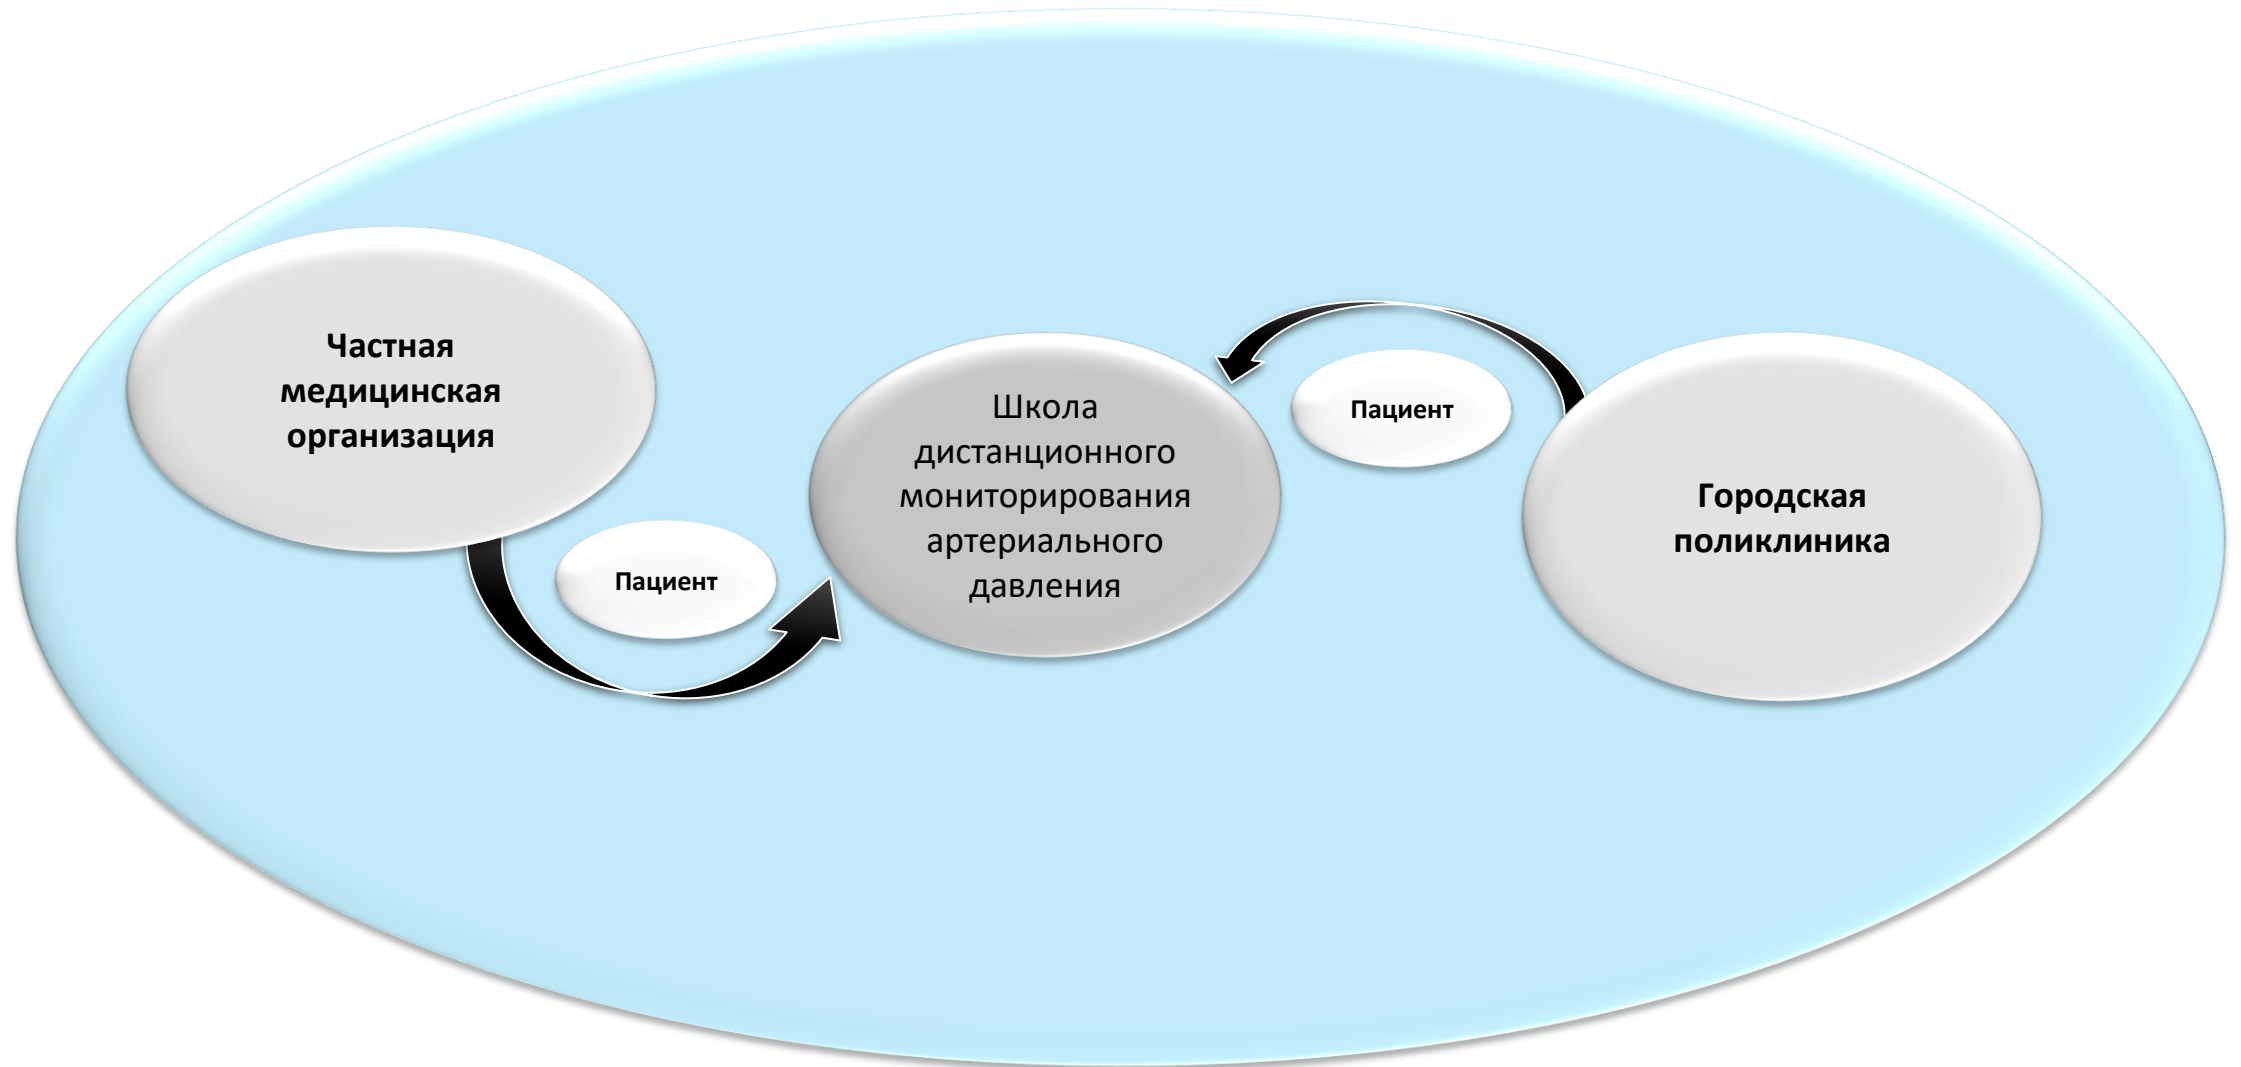 Частная
медицинская
организация
Пациент
Школа
дистанционного
мониторирования
артериального
давления
Пациент
Городская
поликлиника